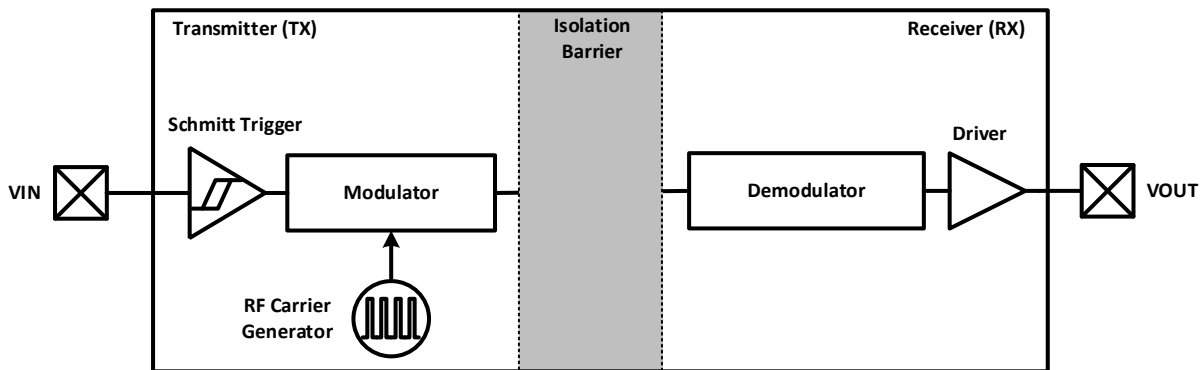 Transmitter (TX)
Isolation
Barrier
Receiver (RX)
Schmitt Trigger
Driver
VIN
Modulator
Demodulator
VOUT
RF Carrier
Generator